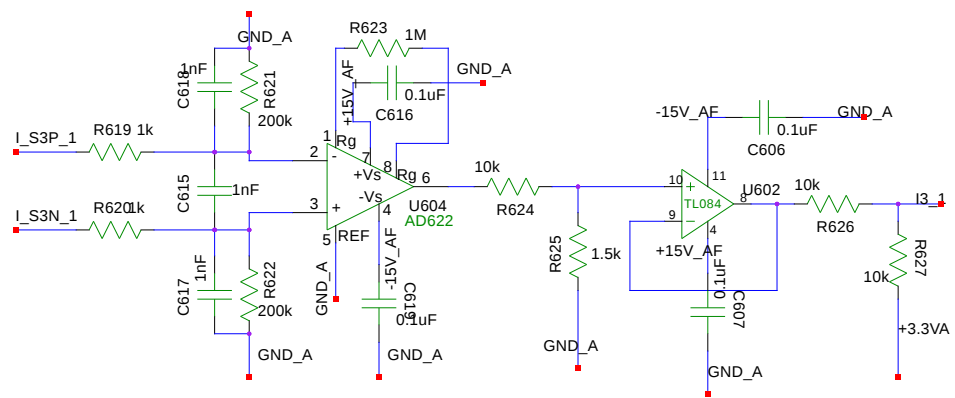 GND_A
C618
1nF
R621
200k
I_S3P_1
R619
1k
C615
1nF
I_S3N_1
R620
1k
C617
1nF
R622
200k
GND_A
R623
1M
+15V_AF
C616
0.1uF
GND_A
1
Rg
2
-
7
+Vs
8
Rg
6
3
+
-Vs
4
5
REF
U604
AD622
GND_A
-15V_AF
C619
0.1uF
GND_A
10k
R624
R625
1.5k
GND_A
-15V_AF
C606
0.1uF
GND_A
10
+
11
TL084
U602
8
9
-
4
+15V_AF
0.1uF
C607
GND_A
10k
R626
I3_1
R627
10k
+3.3VA